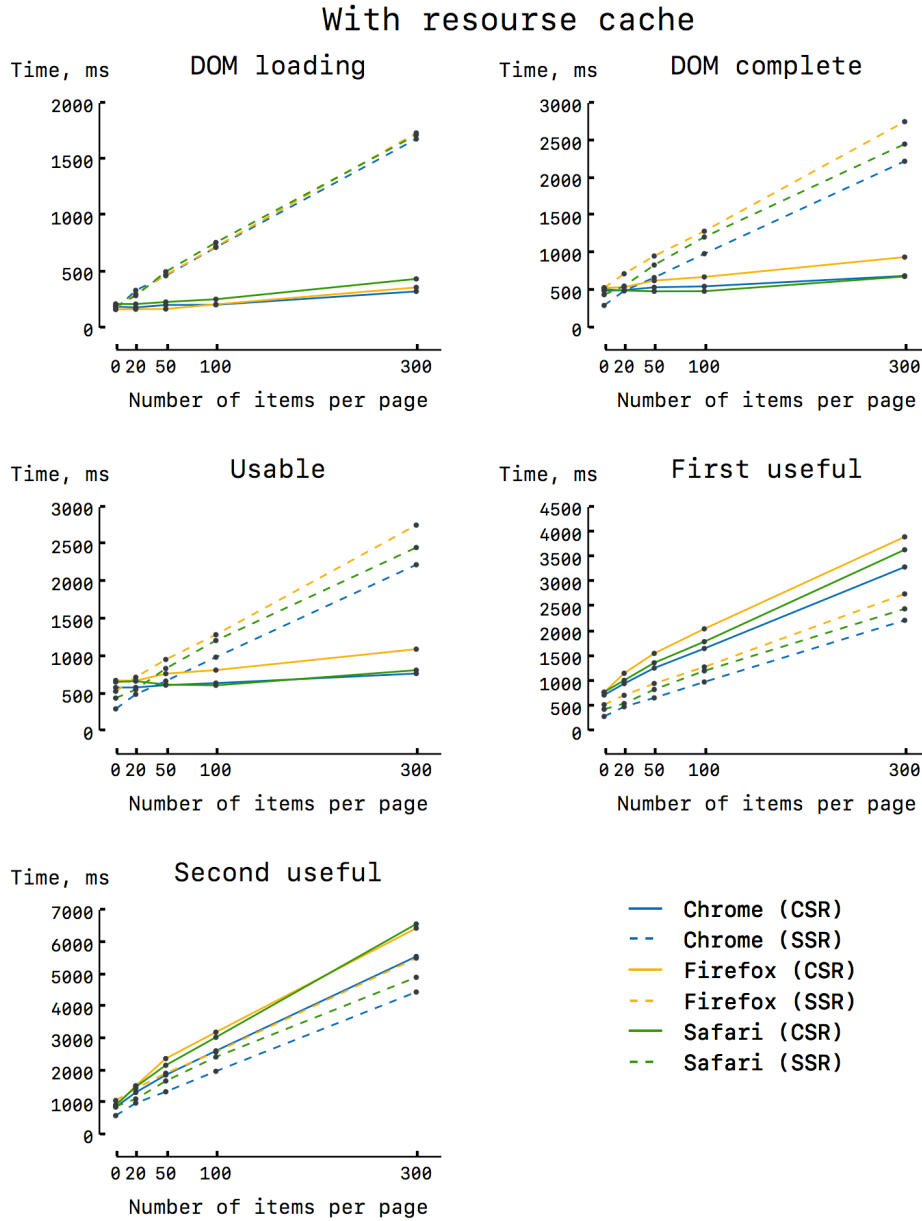 With resourse cache
Time, ms
DOM loading
2000
1500
1000
500
0
0 20 50 100 300
Number of items per page
Time, ms
DOM complete
3000
2500
2000
1500
1000
500
0
0 20 50 100 300
Number of items per page
Time, ms
Usable
3000
2500
2000
1500
1000
500
0
0 20 50 100 300
Number of items per page
Time, ms
First useful
4500
4000
3500
3000
2500
2000
1500
1000
500
0
0 20 50 100 300
Number of items per page
Time, ms
Second useful
7000
6000
5000
4000
3000
2000
1000
0
0 20 50 100 300
Number of items per page
Chrome (CSR)
Chrome (SSR)
Firefox (CSR)
Firefox (SSR)
Safari (CSR)
Safari (SSR)